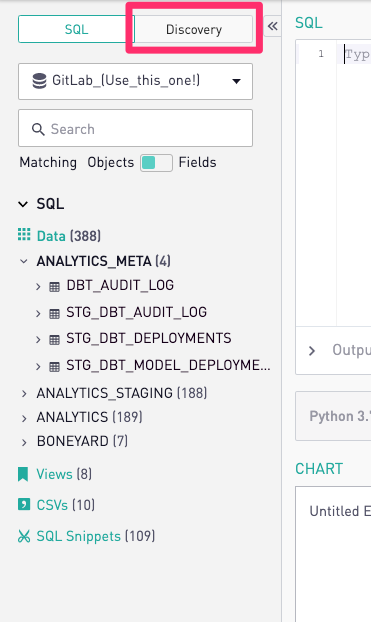 SQL Discovery «
GitLab_(Use_this_one!)
Search
Matching Objects Fields
SQL
Data (388)
ANALYTICS_META (4)
DBT_AUDIT_LOG
STG_DBT_AUDIT_LOG
STG_DBT_DEPLOYMENTS
STG_DBT_MODEL_DEPLOYME...
ANALYTICS_STAGING (188)
ANALYTICS (189)
BONEYARD (7)
Views (8)
CSVs (10)
SQL Snippets (109)
SQL
1 Typ
Outpu
Python 3.
CHART
Untitled E